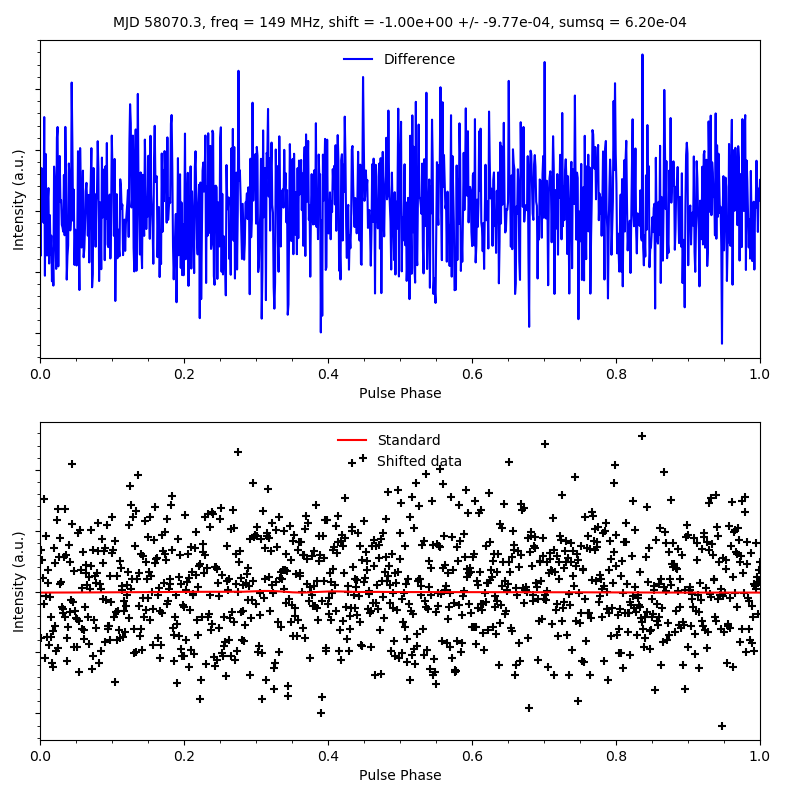 MJD 58070.3, freq = 149 MHz, shift = -1.00e+00 +/- -9.77e-04, sumsq = 6.20e-04
Difference
Intensity (a.u.)
0.0 0.2 0.4 0.6 0.8 1.0
Pulse Phase
Standard
Shifted data
Intensity (a.u.)
0.0 0.2 0.4 0.6 0.8 1.0
Pulse Phase